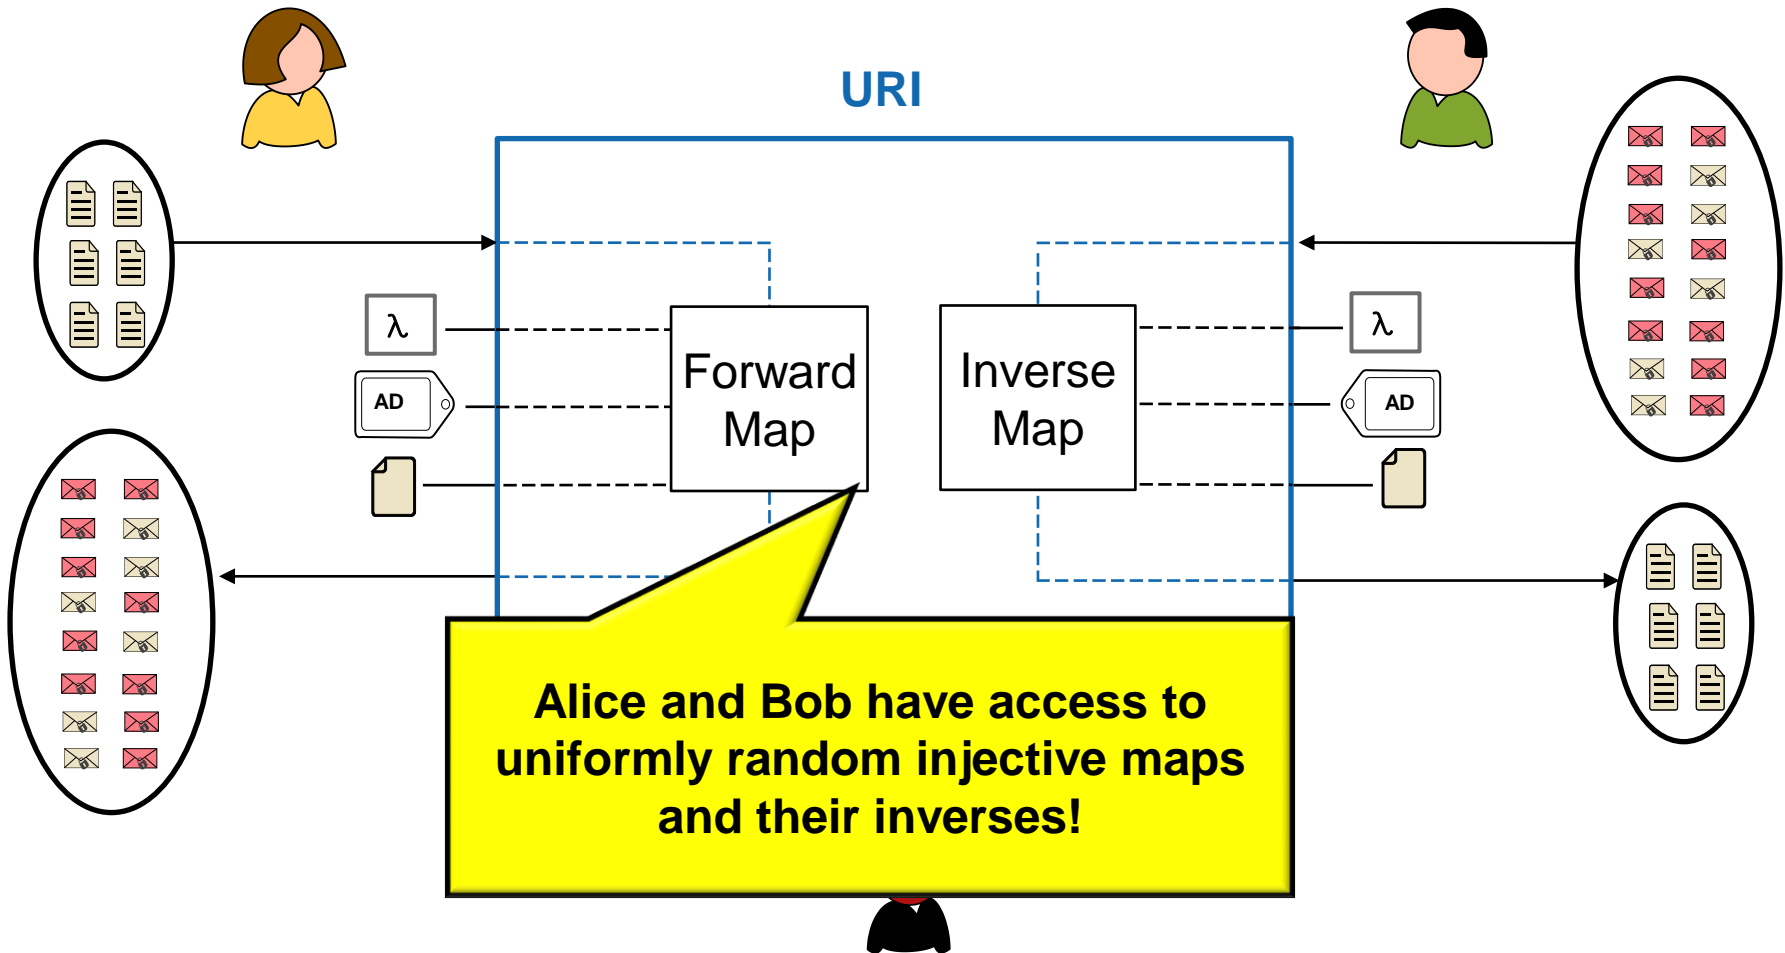 URI
λ
AD
Forward
Map
Inverse
Map
λ
AD
Alice and Bob have access to
uniformly random injective maps
and their inverses!